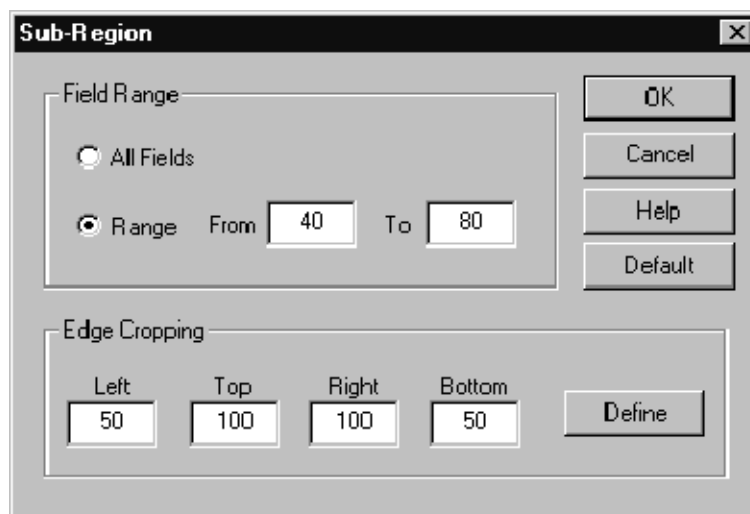 Sub-Region
Field Range
All Fields
Range From 40 To 80
OK
Cancel
Help
Default
Edge Cropping
Left Top Right Bottom
50 100 100 50
Define